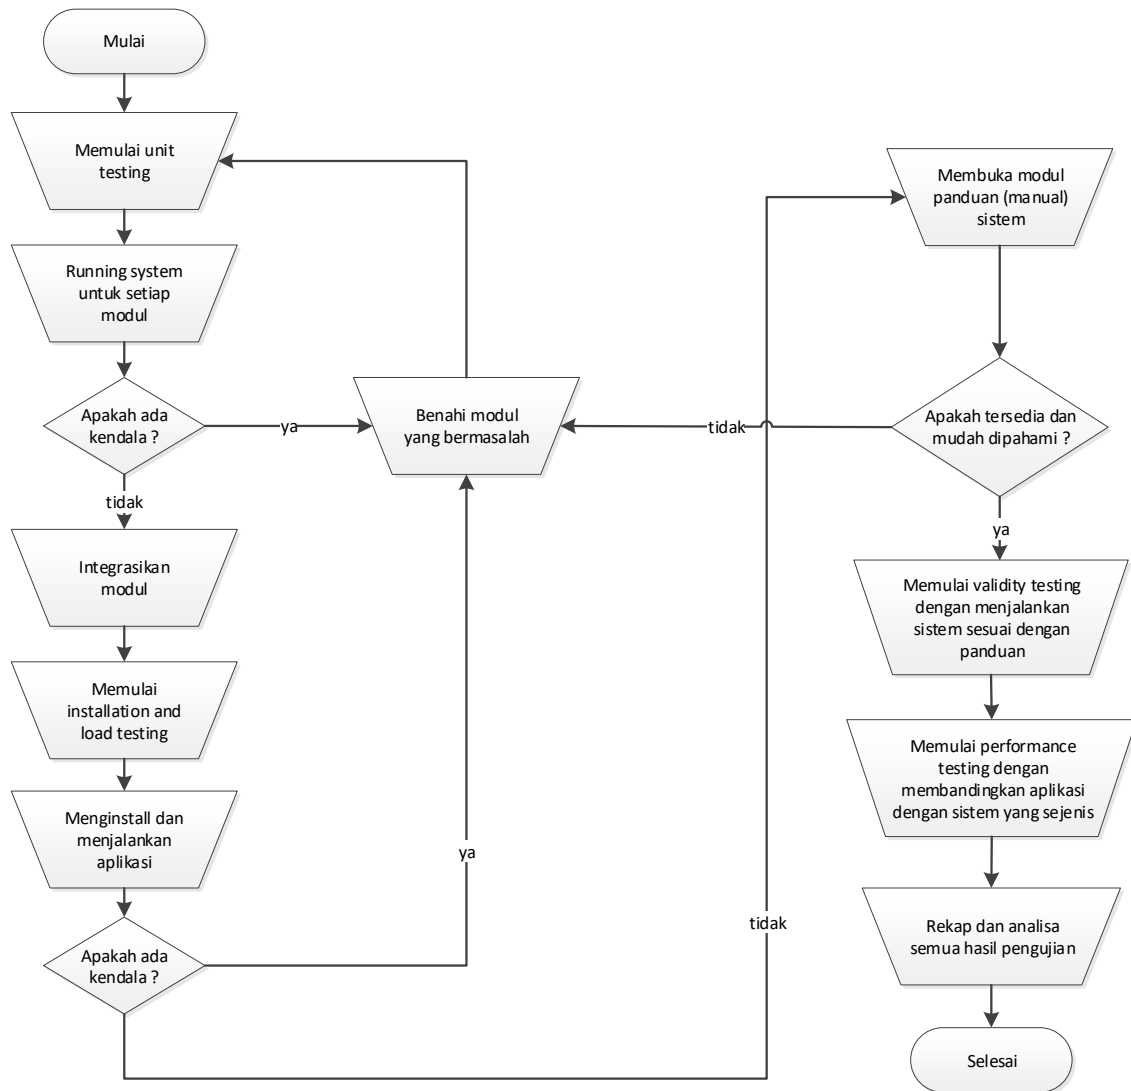 Mulai
Memulai unit
testing
Running system
untuk setiap
modul
Apakah ada
kendala ?
ya
tidak
Benahi modul
yang bermasalah
Integrasikan
modul
Memulai
installation and
load testing
Menginstall dan
menjalankan
aplikasi
Apakah ada
kendala ?
ya
tidak
Membuka modul
panduan (manual)
sistem
Apakah tersedia dan
mudah dipahami ?
tidak
ya
Memulai validity testing
dengan menjalankan
sistem sesuai dengan
panduan
Memulai performance
testing dengan
membandingkan aplikasi
dengan sistem yang sejenis
Rekap dan analisa
semua hasil pengujian
Selesai